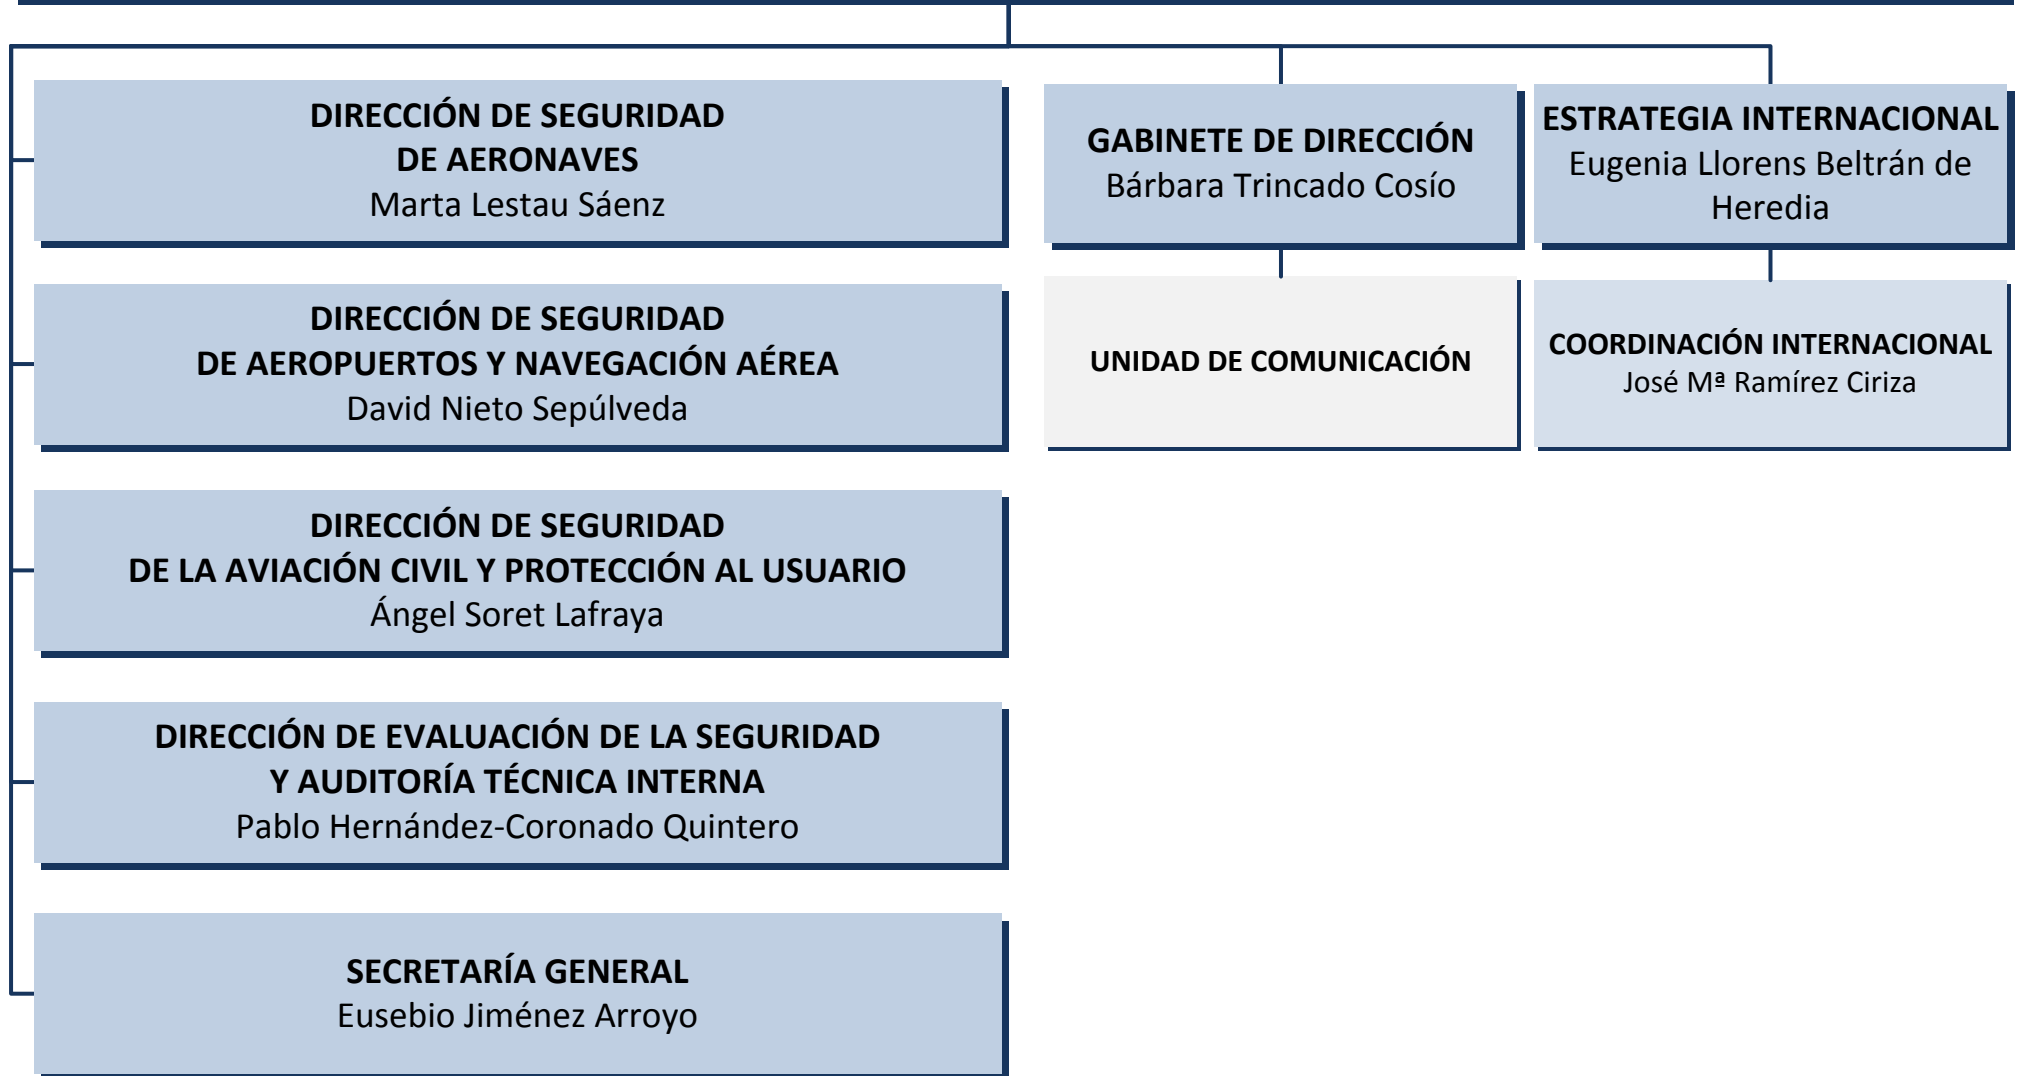 DIRECCIÓN DE SEGURIDAD
DE AERONAVES
Marta Lestau Sáenz
GABINETE DE DIRECCIÓN
Bárbara Trincado Cosío
ESTRATEGIA INTERNACIONAL
Eugenia Llorens Beltrán de
Heredia
DIRECCIÓN DE SEGURIDAD
DE AEROPUERTOS Y NAVEGACIÓN AÉREA
David Nieto Sepúlveda
UNIDAD DE COMUNICACIÓN
COORDINACIÓN INTERNACIONAL
José Mª Ramírez Ciriza
DIRECCIÓN DE SEGURIDAD
DE LA AVIACIÓN CIVIL Y PROTECCIÓN AL USUARIO
Ángel Soret Lafraya
DIRECCIÓN DE EVALUACIÓN DE LA SEGURIDAD
Y AUDITORÍA TÉCNICA INTERNA
Pablo Hernández-Coronado Quintero
SECRETARÍA GENERAL
Eusebio Jiménez Arroyo